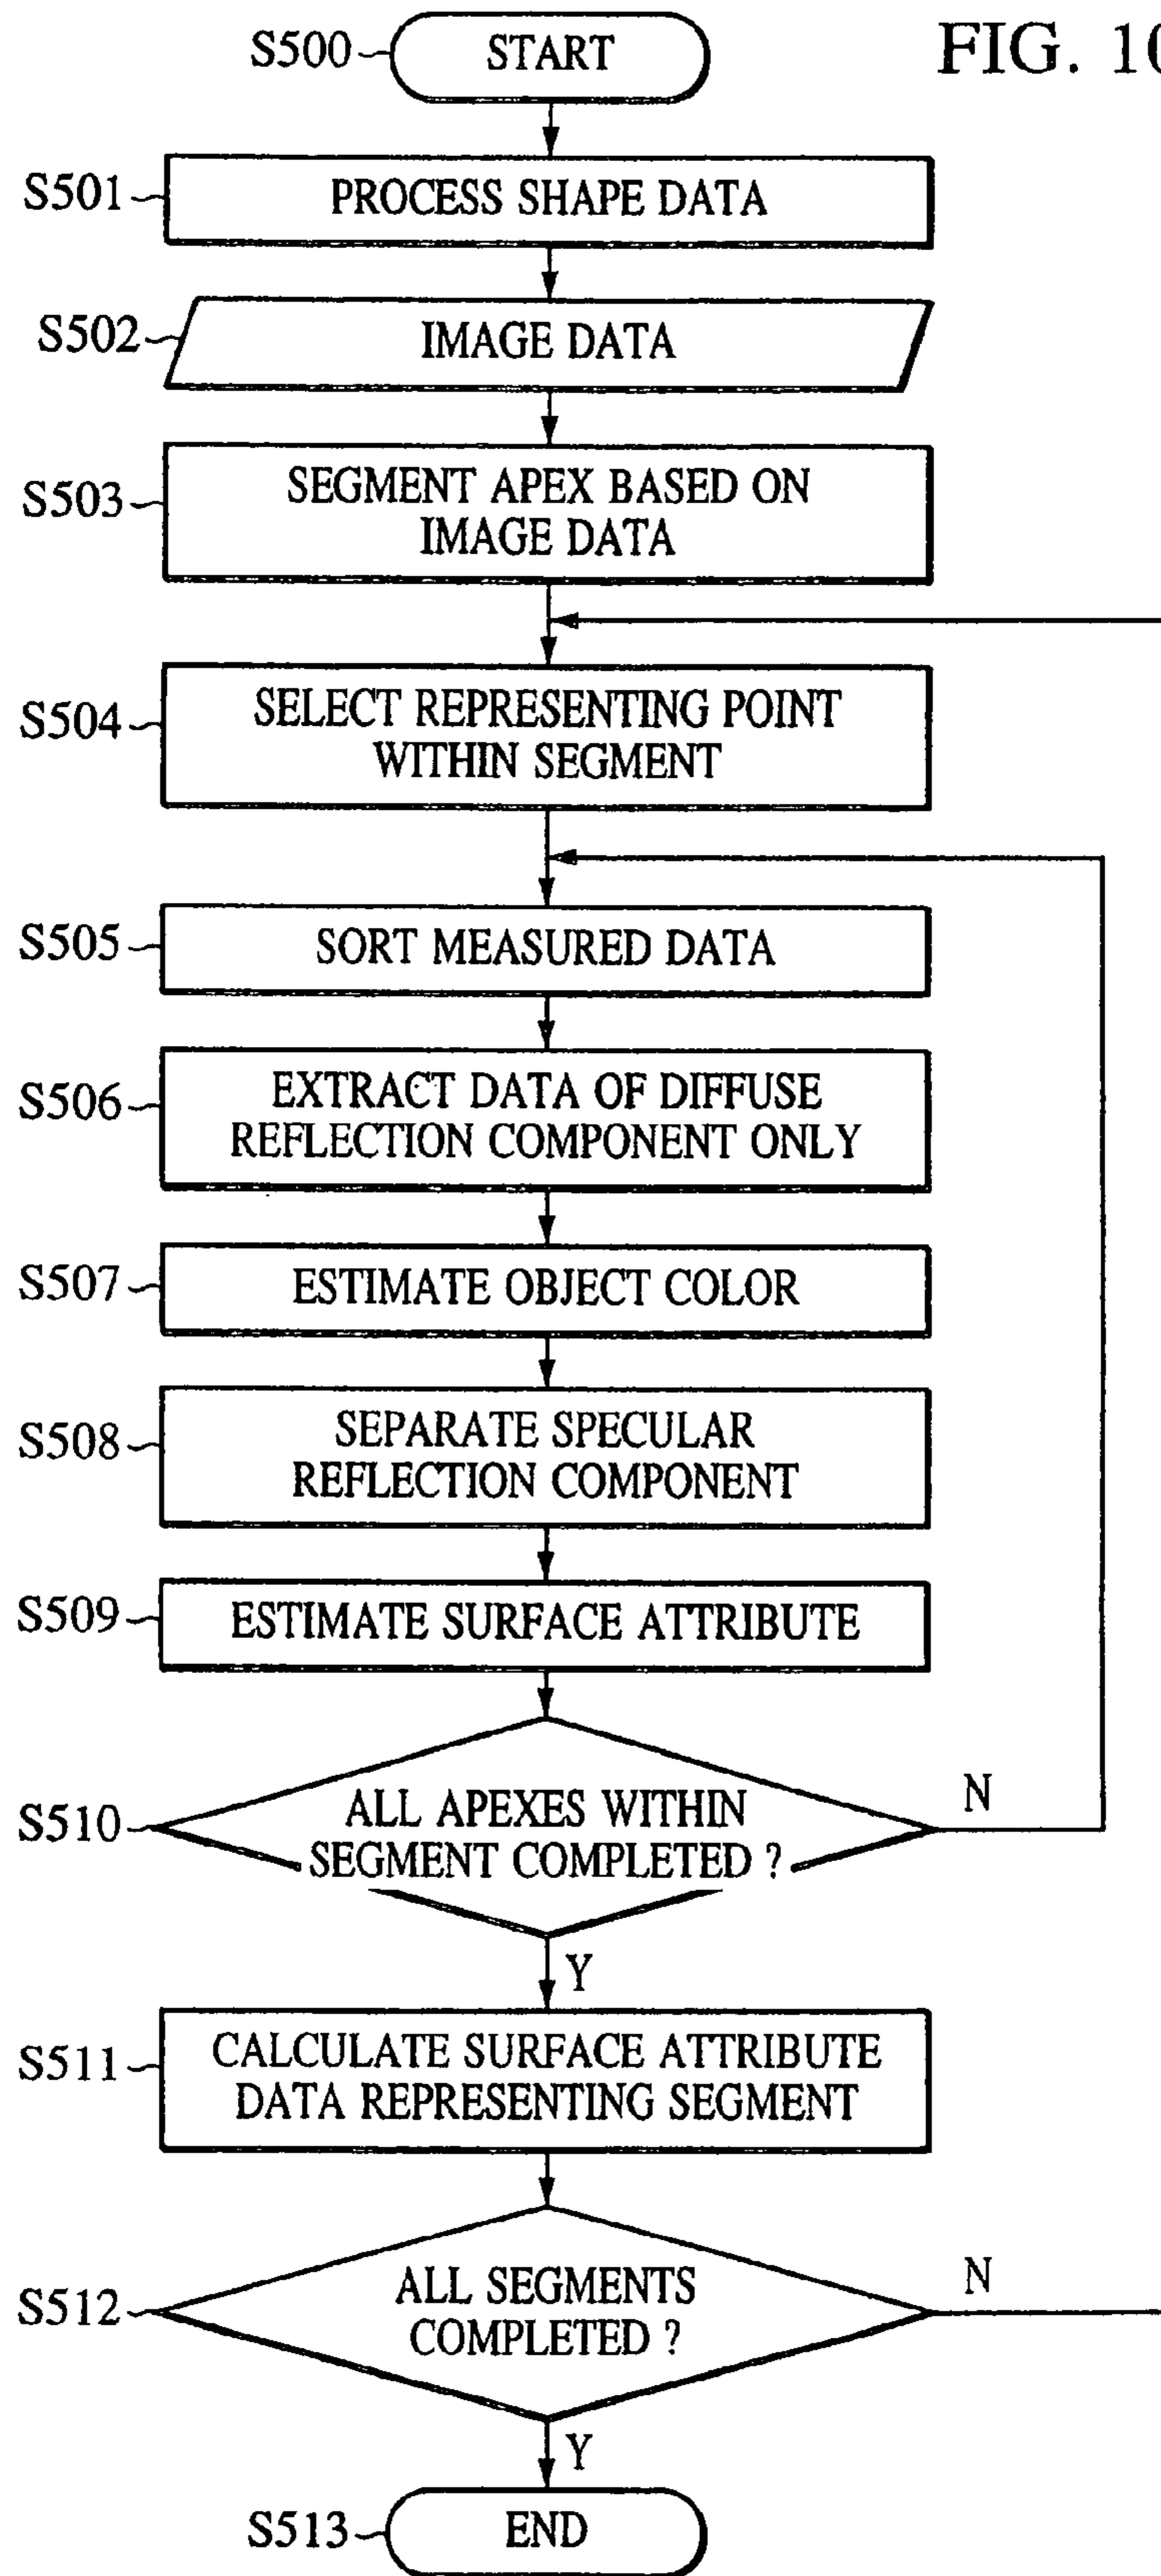 S500
START
FIG. 10
S501
PROCESS SHAPE DATA
S502
IMAGE DATA
S503
SEGMENT APEX BASED ON
IMAGE DATA
S504
SELECT REPRESENTING POINT
WITHIN SEGMENT
S505
SORT MEASURED DATA
S506
EXTRACT DATA OF DIFFUSE
REFLECTION COMPONENT ONLY
S507
ESTIMATE OBJECT COLOR
S508
SEPARATE SPECULAR
REFLECTION COMPONENT
S509
ESTIMATE SURFACE ATTRIBUTE
S510
ALL APEXES WITHIN
SEGMENT COMPLETED ?
N
Y
S511
CALCULATE SURFACE ATTRIBUTE
DATA REPRESENTING SEGMENT
S512
ALL SEGMENTS
COMPLETED ?
N
Y
S513
END